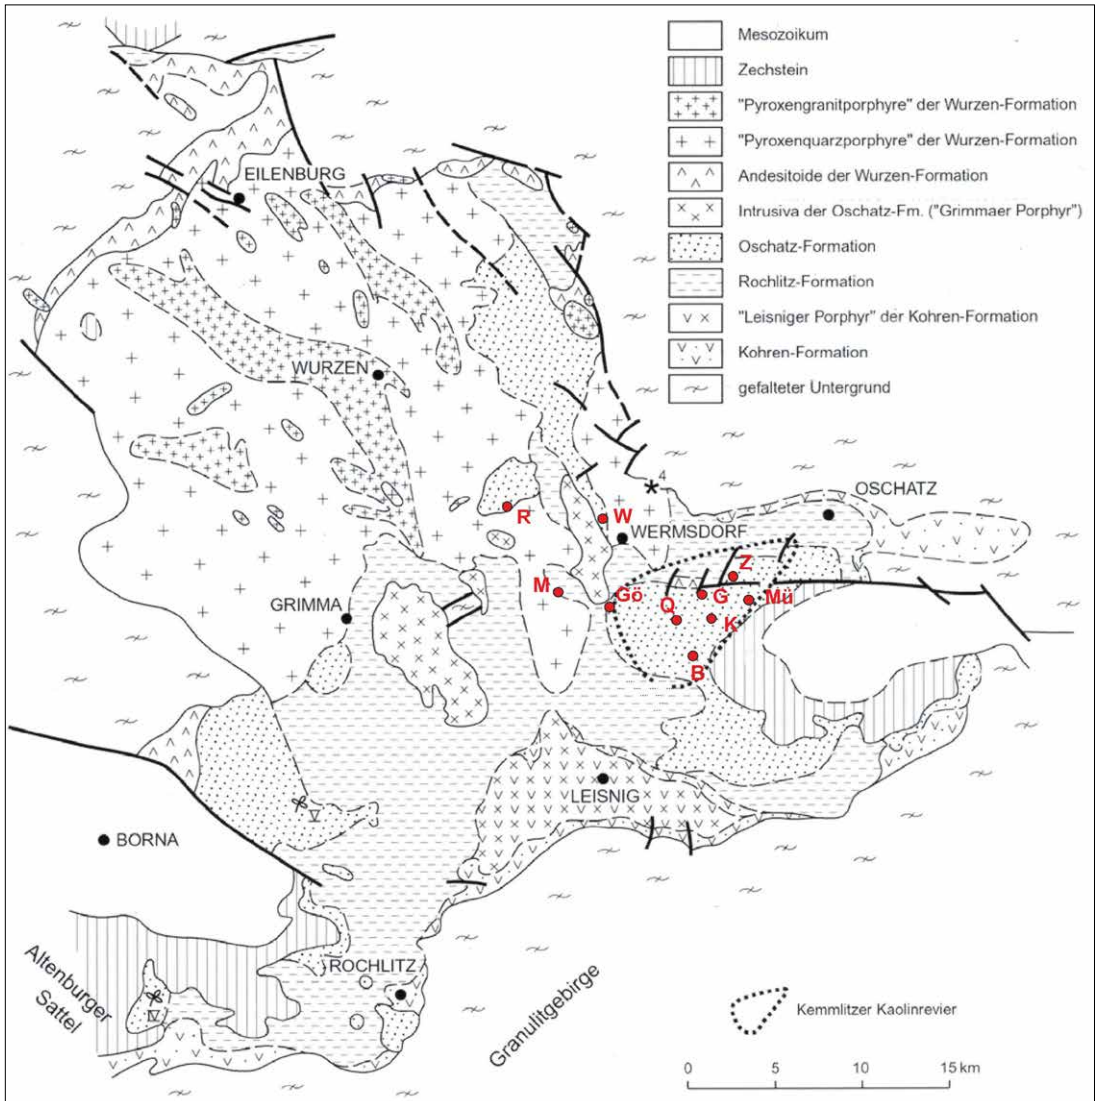 Mesozoikum
Zechstein
"Pyroxengranitporphyre" der Wurzen-Formation
"Pyroxenquarzporphyre" der Wurzen-Formation
Andesitoide der Wurzen-Formation
Intrusiva der Oschatz-Fm. ("Grimmaer Porphyr")
Oschatz-Formation
Rochlitz-Formation
"Leisniger Porphyr" der Kohren-Formation
Kohren-Formation
gefalteter Untergrund
EILENBURG
WURZEN
4
OSCHATZ
R
W
WERMSDORF
Z
M
Gö
G
Mü
GRIMMA
Q
K
B
LEISNIG
BORNA
ROCHLITZ
Altenburger
Sattel
Granulitgebirge
Kemmlitzer Kaolinrevier
0 5 10 15 km